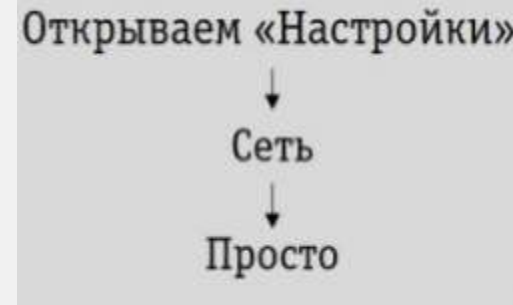 Открываем «Настройки»
Сеть
Просто